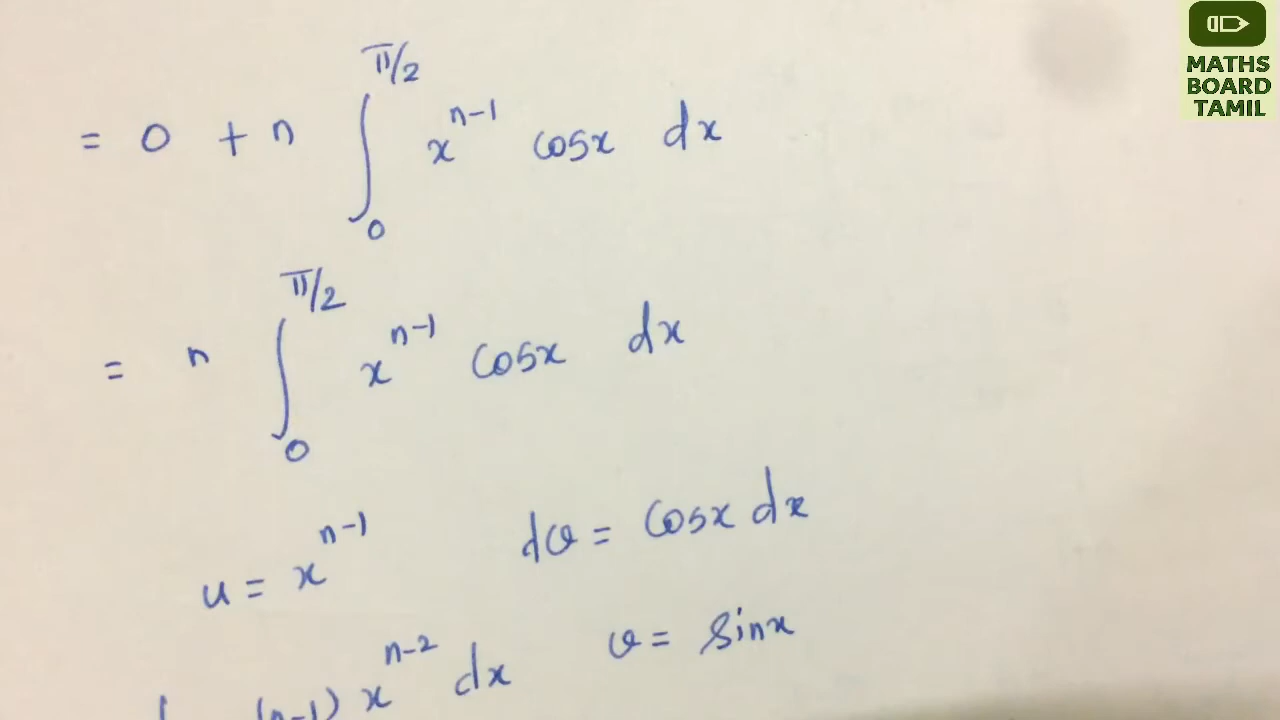 = 0 + n ∫₀^{π/2} x^{n-1} cosx dx
= n ∫₀^{π/2} x^{n-1} cosx dx
u = x^{n-1} dv = cosx dx
(n-1) x^{n-2} dx v = sinx
MATHS
BOARD
TAMIL